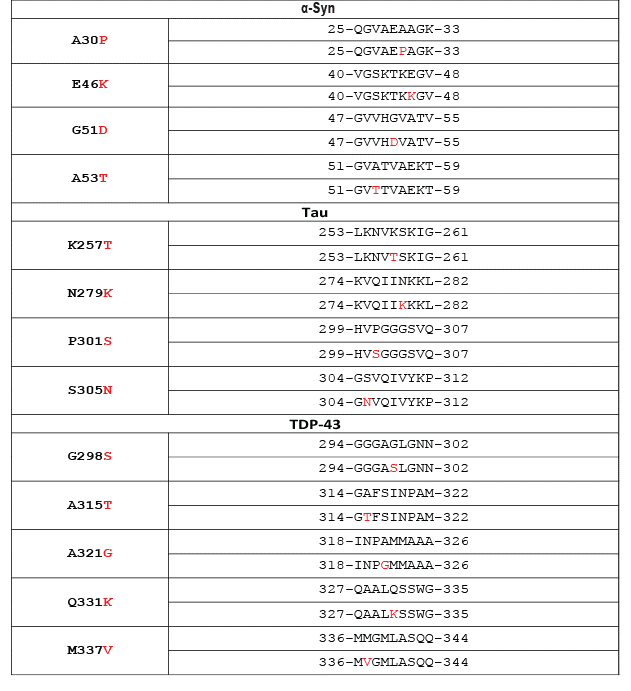 α-Syn
A30P
25-QGVAEAAGK-33
25-QGVAEPAGK-33
E46K
40-VGSKTKEGV-48
40-VGSKTKKGV-48
G51D
47-GVVHGVATV-55
47-GVVHDVATV-55
A53T
51-GVATVAEKT-59
51-GVTTVAEKT-59
Tau
K257T
253-LKNVKSKIG-261
253-LKNVTSKIG-261
N279K
274-KVQIINKKL-282
274-KVQIIKKKL-282
P301S
299-HVPGGGSVQ-307
299-HVSGGGSVQ-307
S305N
304-GSVQIVYKP-312
304-GNVQIVYKP-312
TDP-43
G298S
294-GGGAGLGNN-302
294-GGGASLGNN-302
A315T
314-GAFSINPAM-322
314-GTFSINPAM-322
A321G
318-INPAMMAAA-326
318-INPGMMAAA-326
Q331K
327-QAALQSSWG-335
327-QAALKSSWG-335
M337V
336-MMGMLASQQ-344
336-MVGMLASQQ-344